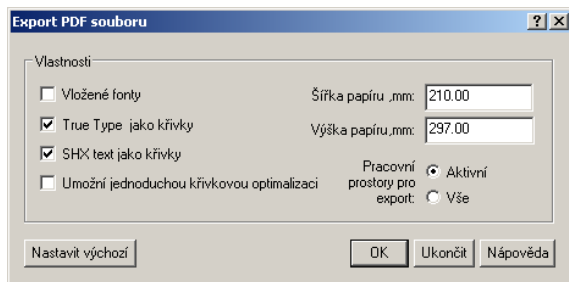 Export PDF souboru
Vlastnosti
Vložené fonty
Šířka papíru ,mm: 210.00
True Type jako křivky
Výška papíru,mm: 297.00
SHX text jako křivky
Umožní jednoduchou křivkovou optimalizaci
Pracovní
prostory pro
export:
Aktivní
Vše
Nastavit výchozí
OK
Ukončit
Nápověda